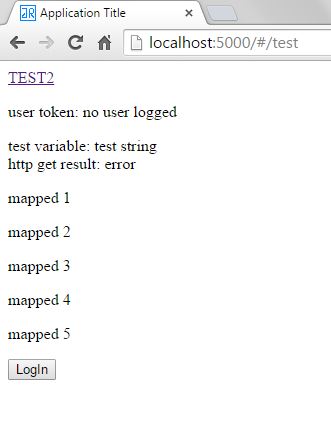 Application Title
localhost:5000/#/test
TEST2
user token: no user logged
test variable: test string
http get result: error
mapped 1
mapped 2
mapped 3
mapped 4
mapped 5
LogIn